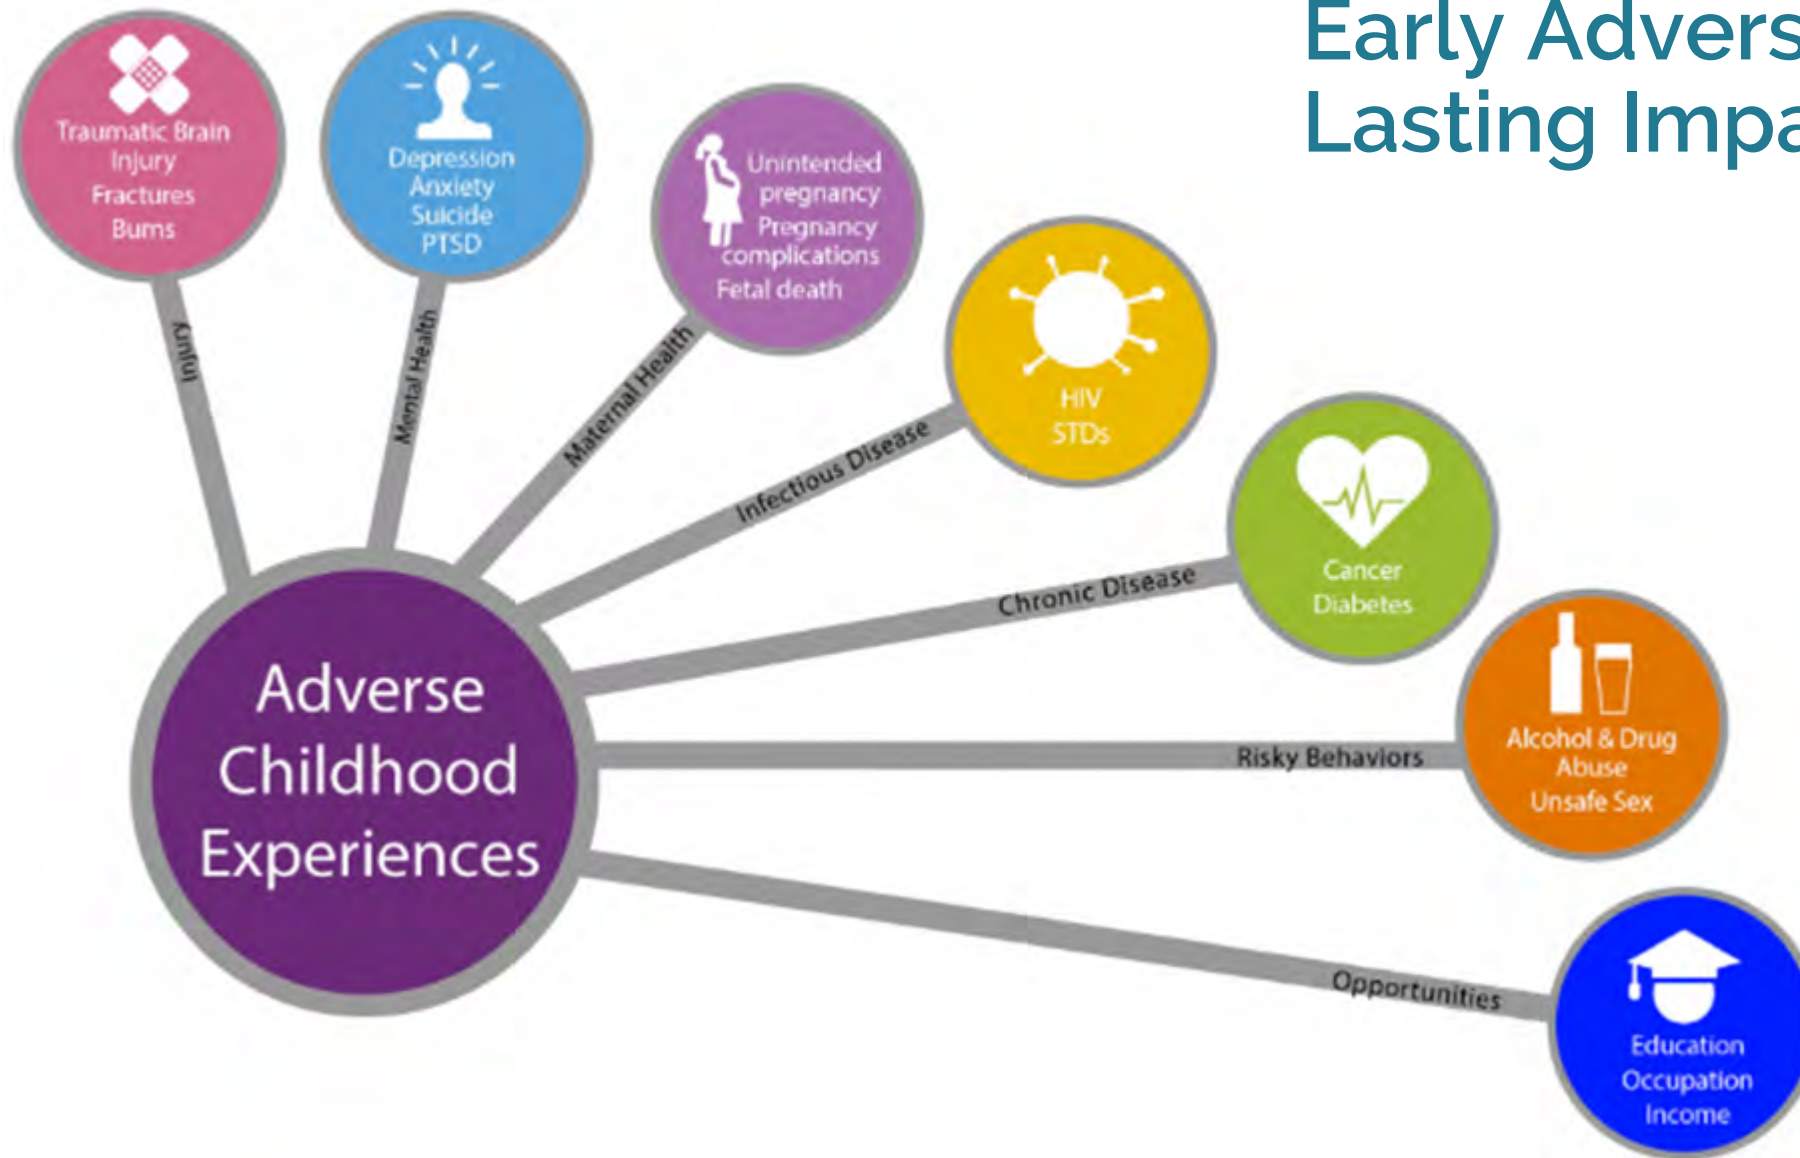 Early Advers
Lasting Impa
Traumatic Brain
Injury
Fractures
Burns
Injury
Depression
Anxiety
Suicide
PTSD
Mental Health
Unintended
pregnancy
Pregnancy
complications
Fetal death
Maternal Health
HIV
STDs
Infectious Disease
Cancer
Diabetes
Chronic Disease
Alcohol & Drug
Abuse
Unsafe Sex
Risky Behaviors
Education
Occupation
Income
Opportunities
Adverse
Childhood
Experiences